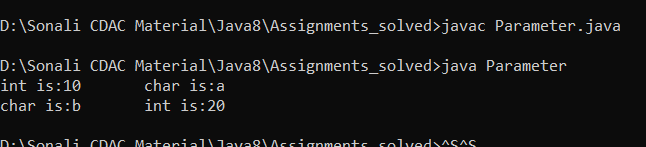 D:\Sonali CDAC Material\Java8\Assignments_solved>javac Parameter.java
D:\Sonali CDAC Material\Java8\Assignments_solved>java Parameter
int is:10 char is:a
char is:b int is:20
D:\Sonali CDAC Material\Java8\Assignments_solved>^S^S